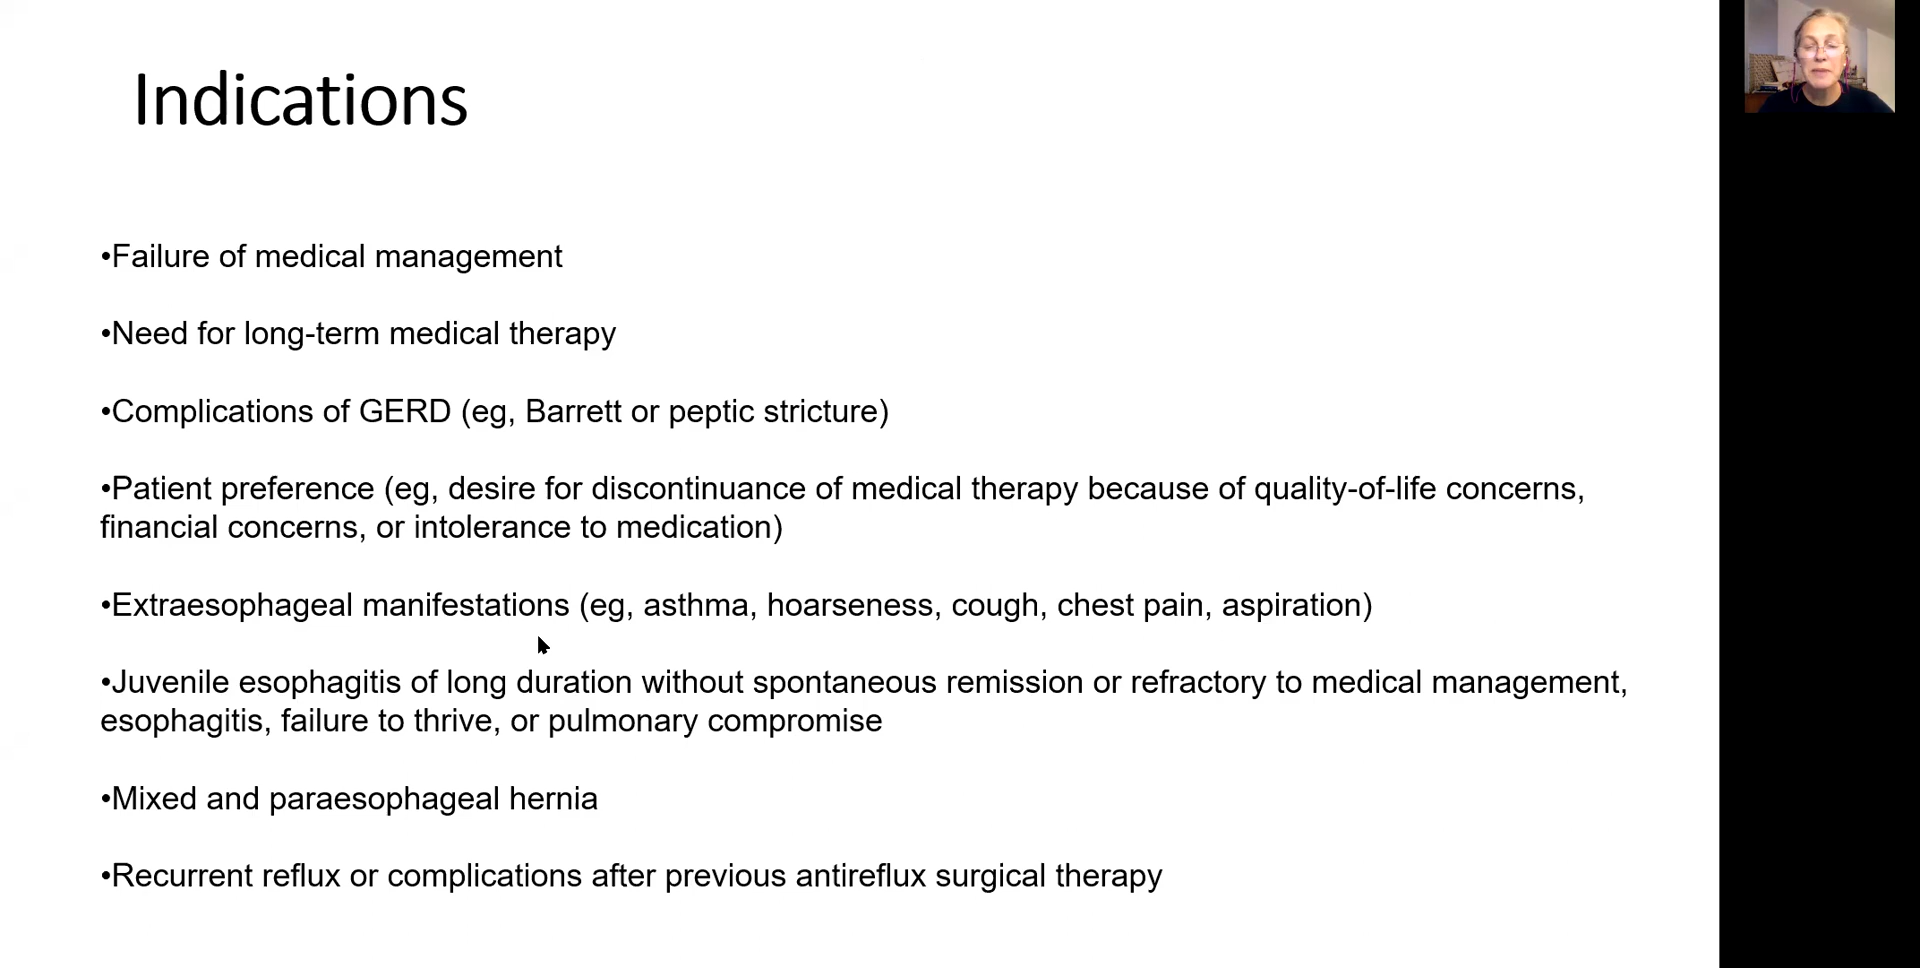 Indications
•Failure of medical management
•Need for long-term medical therapy
•Complications of GERD (eg, Barrett or peptic stricture)
•Patient preference (eg, desire for discontinuance of medical therapy because of quality-of-life concerns,
financial concerns, or intolerance to medication)
•Extraesophageal manifestations (eg, asthma, hoarseness, cough, chest pain, aspiration)
•Juvenile esophagitis of long duration without spontaneous remission or refractory to medical management,
esophagitis, failure to thrive, or pulmonary compromise
•Mixed and paraesophageal hernia
•Recurrent reflux or complications after previous antireflux surgical therapy